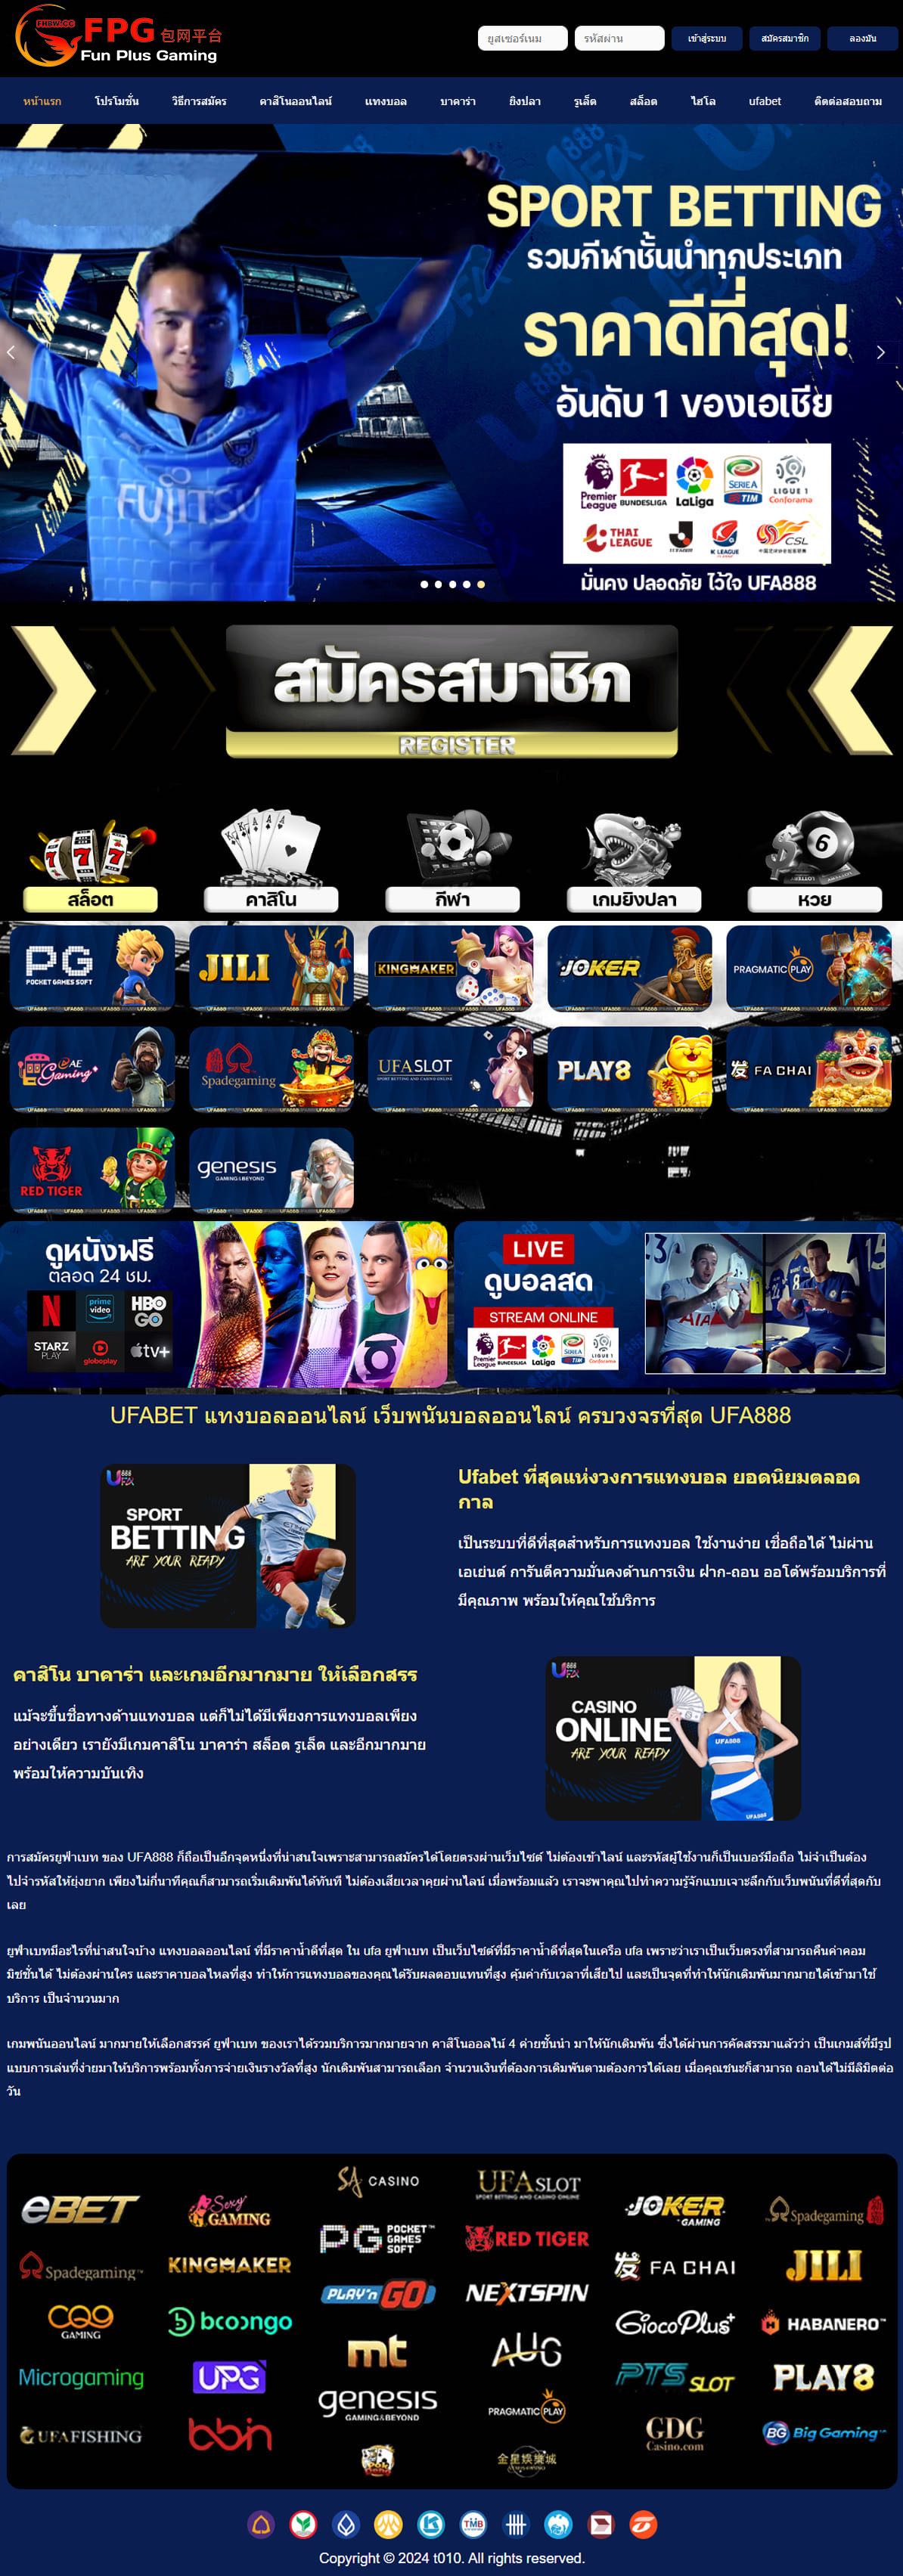 FHBW.CC
FPG 包网平台
Fun Plus Gaming
ยูสเซอร์เนม
รหัสผ่าน
เข้าสู่ระบบ
สมัครสมาชิก
ลองมัน
หน้าแรก
โปรโมชั่น
วิธีการสมัคร
คาสิโนออนไลน์
แทงบอล
บาคาร่า
ยิงปลา
รูเล็ต
สล็อต
ไฮโล
ufabet
ติดต่อสอบถาม
SPORT BETTING
รวมกีฬาชั้นนำทุกประเภท
ราคาดีที่สุด!
อันดับ 1 ของเอเชีย
FUJITSU
Premier League
BUNDESLIGA
LaLiga
SERIE A
TIM
LIGUE 1
Conforama
THAI LEAGUE
J.LEAGUE
K LEAGUE
CSL
มั่นคง ปลอดภัย ไว้ใจ UFA888
สมัครสมาชิก
REGISTER
สล็อต
คาสิโน
กีฬา
เกมยิงปลา
หวย
PG
POCKET GAMES SOFT
JILI
KINGMAKER
JOKER
PRAGMATIC PLAY
AE Gaming
Spadegaming
UFA SLOT
SPORT BETTING AND CASINO ONLINE
PLAY8
发 FA CHAI
RED TIGER
genesis
GAMING&BEYOND
ดูหนังฟรี
ตลอด 24 ชม.
N
prime video
HBO GO
STARZ PLAY
globoplay
tv+
LIVE
ดูบอลสด
STREAM ONLINE
Premier League
BUNDESLIGA
LaLiga
SERIE A
TIM
LIGUE 1
Conforama
AIA
UFABET แทงบอลออนไลน์ เว็บพนันบอลออนไลน์ ครบวงจรที่สุด UFA888
SPORT
BETTING
ARE YOUR READY
Ufabet ที่สุดแห่งวงการแทงบอล ยอดนิยมตลอด
กาล
เป็นระบบที่ดีที่สุดสำหรับการแทงบอล ใช้งานง่าย เชื่อถือได้ ไม่ผ่าน
เอเย่นต์ การันตีความมั่นคงด้านการเงิน ฝาก-ถอน ออโต้พร้อมบริการที่
มีคุณภาพ พร้อมให้คุณใช้บริการ
คาสิโน บาคาร่า และเกมอีกมากมาย ให้เลือกสรร
แม้จะขึ้นชื่อทางด้านแทงบอล แต่ก็ไม่ได้มีเพียงการแทงบอลเพียง
อย่างเดียว เรายังมีเกมคาสิโน บาคาร่า สล็อต รูเล็ต และอีกมากมาย
พร้อมให้ความบันเทิง
CASINO
ONLINE
ARE YOUR READY
UFA888
การสมัครยูฟ่าเบท ของ UFA888 ก็ถือเป็นอีกจุดหนึ่งที่น่าสนใจเพราะสามารถสมัครได้โดยตรงผ่านเว็บไซต์ ไม่ต้องเข้าไลน์ และรหัสผู้ใช้งานก็เป็นเบอร์มือถือ ไม่จำเป็นต้อง
ไปจำรหัสให้ยุ่งยาก เพียงไม่กี่นาทีคุณก็สามารถเริ่มเดิมพันได้ทันที ไม่ต้องเสียเวลาคุยผ่านไลน์ เมื่อพร้อมแล้ว เราจะพาคุณไปทำความรู้จักแบบเจาะลึกกับเว็บพนันที่ดีที่สุดกับ
เลย
ยูฟ่าเบทมีอะไรที่น่าสนใจบ้าง แทงบอลออนไลน์ ที่มีราคาน้ำดีที่สุด ใน ufa ยูฟ่าเบท เป็นเว็บไซต์ที่มีราคาน้ำดีที่สุดในเครือ ufa เพราะว่าเราเป็นเว็บตรงที่สามารถคืนค่าคอม
มิชชั่นได้ ไม่ต้องผ่านใคร และราคาบอลไหลที่สูง ทำให้การแทงบอลของคุณได้รับผลตอบแทนที่สูง คุ้มค่ากับเวลาที่เสียไป และเป็นจุดที่ทำให้นักเดิมพันมากมายได้เข้ามาใช้
บริการ เป็นจำนวนมาก
เกมพนันออนไลน์ มากมายให้เลือกสรรค์ ยูฟ่าเบท ของเราได้รวมบริการมากมายจาก คาสิโนออลไน์ 4 ค่ายชั้นนำ มาให้นักเดิมพัน ซึ่งได้ผ่านการคัดสรรมาแล้วว่า เป็นเกมส์ที่มีรูป
แบบการเล่นที่ง่ายมาให้บริการพร้อมทั้งการจ่ายเงินรางวัลที่สูง นักเดิมพันสามารถเลือก จำนวนเงินที่ต้องการเดิมพันตามต้องการได้เลย เมื่อคุณชนะก็สามารถ ถอนได้ไม่มีลิมิตต่อ
วัน
eBET
Sexy GAMING
SA CASINO
UFA SLOT
SPORT BETTING AND CASINO ONLINE
JOKER GAMING
Spadegaming
Spadegaming
KINGMAKER
PG POCKET GAMES SOFT
RED TIGER
发 FA CHAI
JILI
CQ9 GAMING
booongo
PLAY'n GO
NEXTSPIN
GiocoPlus
HABANERO
Microgaming
UPG
mt
AUG
PTS SLOT
PLAY8
UFAFISHING
bbin
genesis
GAMING&BEYOND
PRAGMATIC PLAY
GDG
Casino.com
BG Big Gaming
金星娱樂城
TMB
Copyright © 2024 t010. All rights reserved.